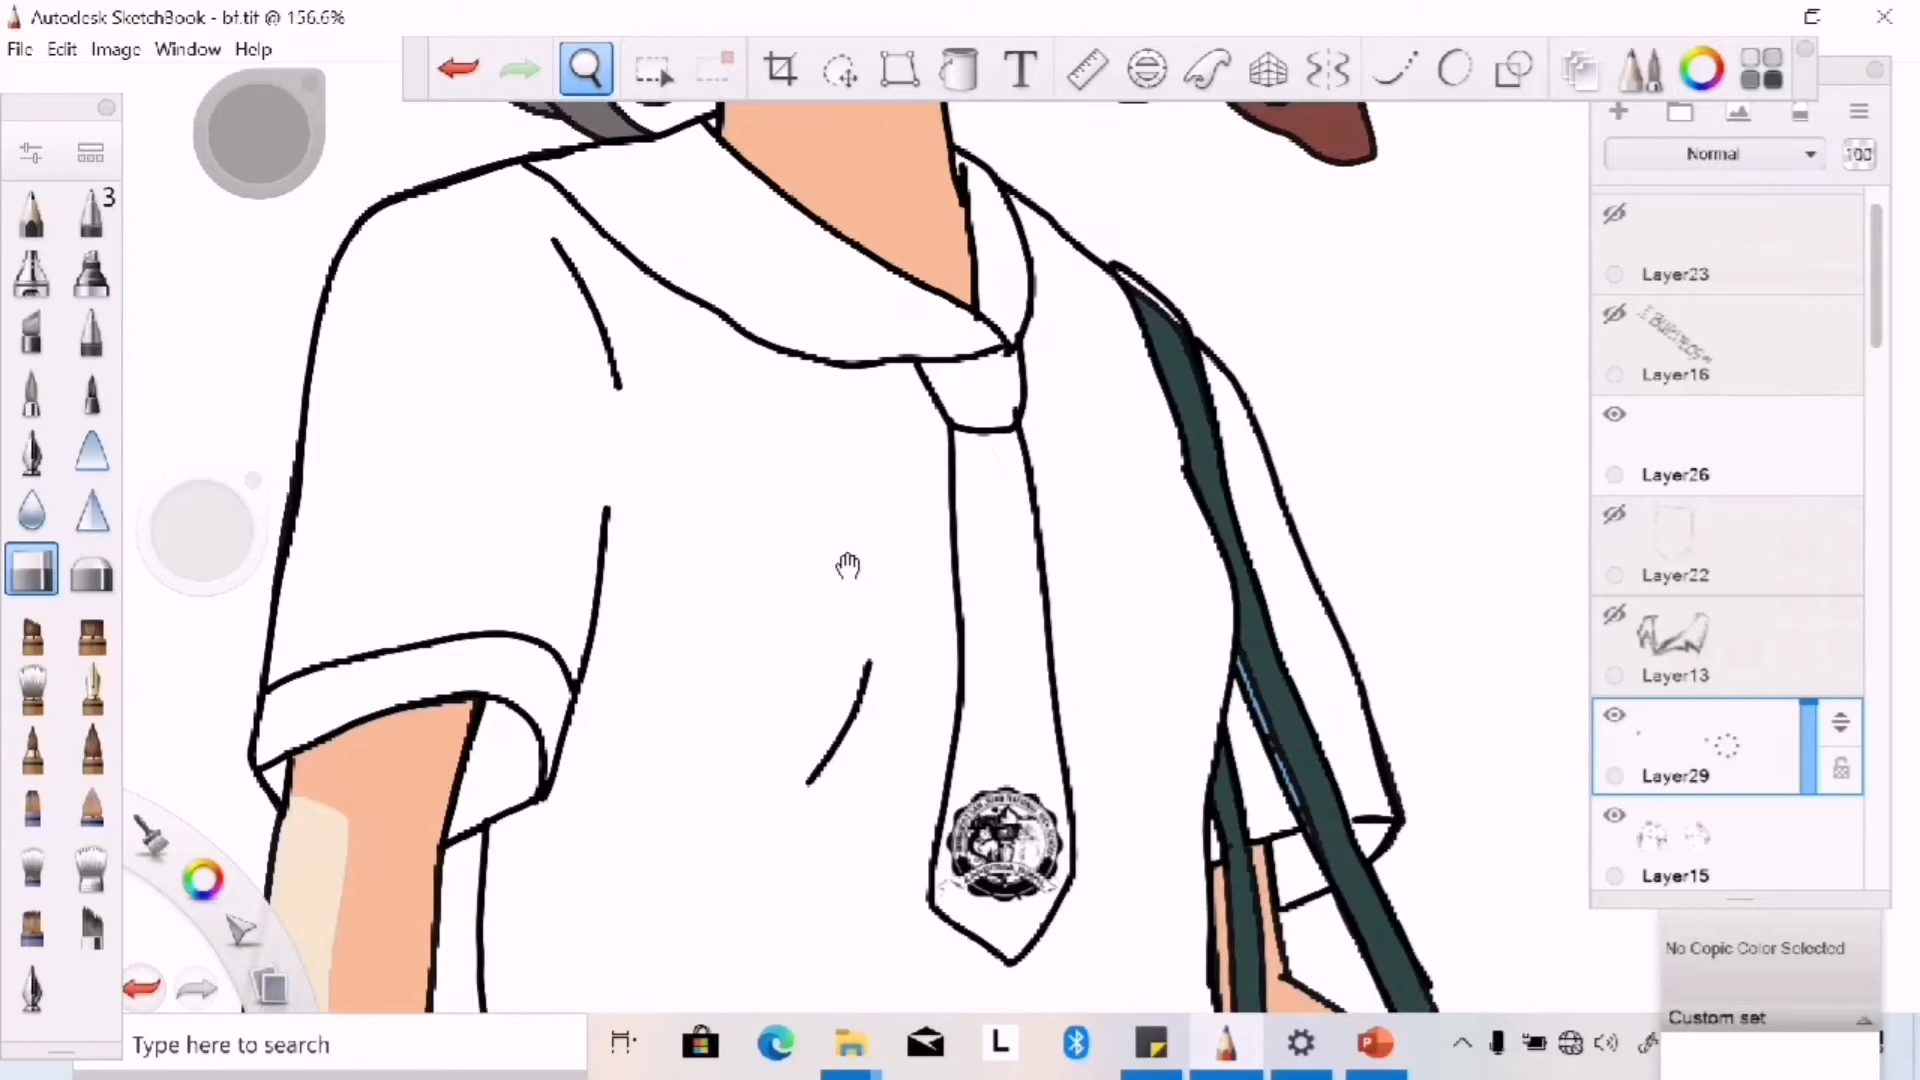 Autodesk SketchBook - bf.tif @ 156.6%
File Edit Image Window Help
T
Normal
100
3
Layer23
Layer16
Layer26
Layer22
Layer13
Layer29
Layer15
No Copic Color Selected
Custom set
Type here to search
L